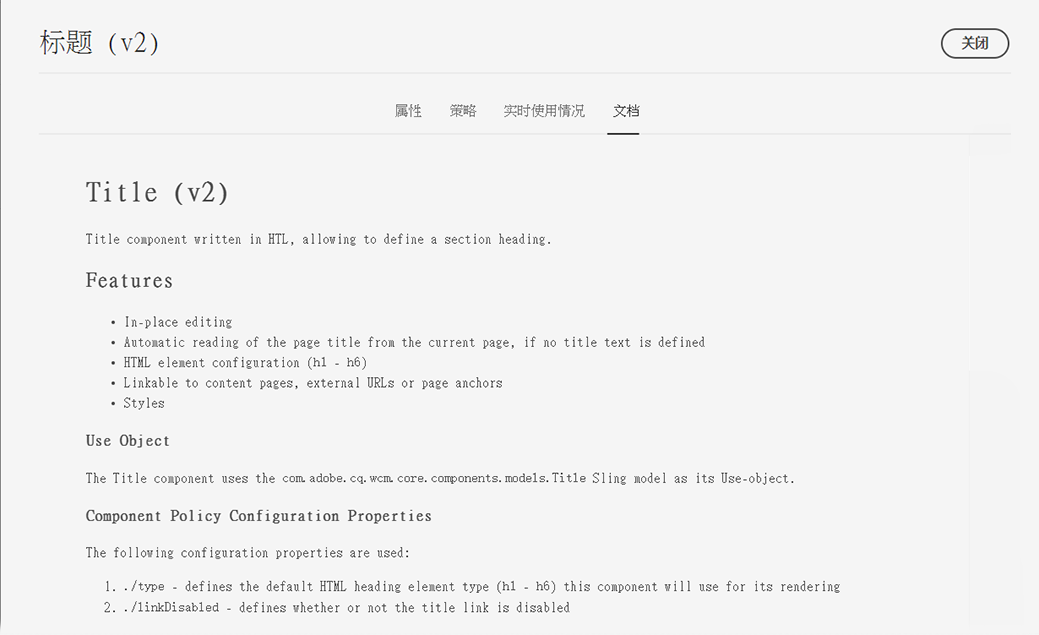 标题 (v2)
关闭
属性 策略 实时使用情况 文档
Title (v2)
Title component written in HTL, allowing to define a section heading.
Features
• In-place editing
• Automatic reading of the page title from the current page, if no title text is defined
• HTML element configuration (h1 - h6)
• Linkable to content pages, external URLs or page anchors
• Styles
Use Object
The Title component uses the com.adobe.cq.wcm.core.components.models.Title Sling model as its Use-object.
Component Policy Configuration Properties
The following configuration properties are used:
1. ./type - defines the default HTML heading element type (h1 - h6) this component will use for its rendering
2. ./linkDisabled - defines whether or not the title link is disabled